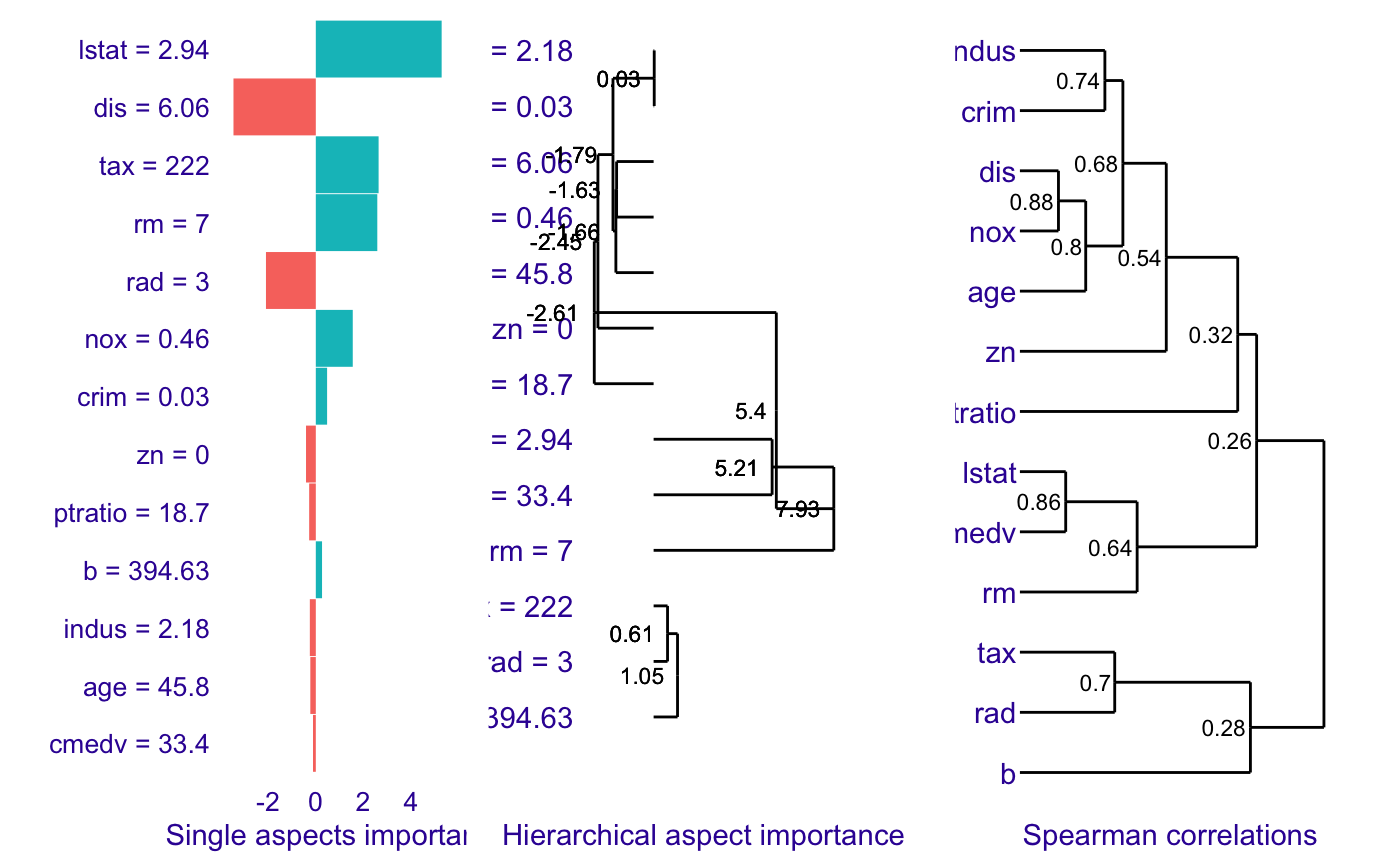 lstat = 2.94
dis = 6.06
tax = 222
rm = 7
rad = 3
nox = 0.46
crim = 0.03
zn = 0
ptratio = 18.7
b = 394.63
indus = 2.18
age = 45.8
cmedv = 33.4
-2 0 2 4
Single aspects importan
= 2.18
= 0.03
= 6.06
= 0.46
= 45.8
zn = 0
= 18.7
= 2.94
= 33.4
rm = 7
= 222
rad = 3
394.63
0.03
-1.79
-1.63
-1.66
-2.45
-2.61
5.4
5.21
7.93
0.61
1.05
Hierarchical aspect importance
ndus
crim
dis
nox
age
zn
tratio
lstat
medv
rm
tax
rad
b
0.74
0.68
0.88
0.8
0.54
0.32
0.26
0.86
0.64
0.7
0.28
Spearman correlations